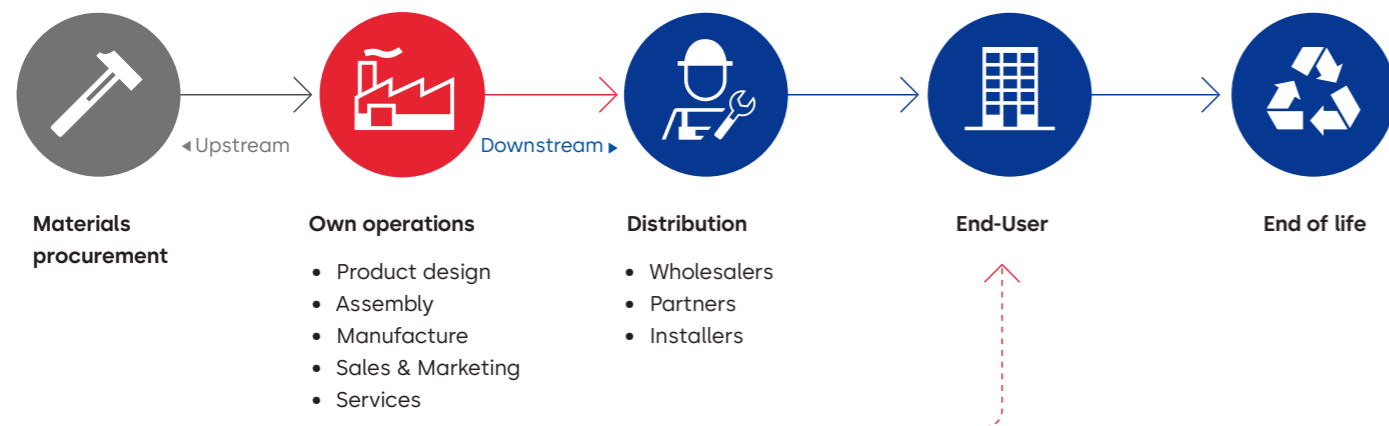 ◂ Upstream
Downstream ▸
Materials
procurement
Own operations
• Product design
• Assembly
• Manufacture
• Sales & Marketing
• Services
Distribution
• Wholesalers
• Partners
• Installers
End-User
End of life